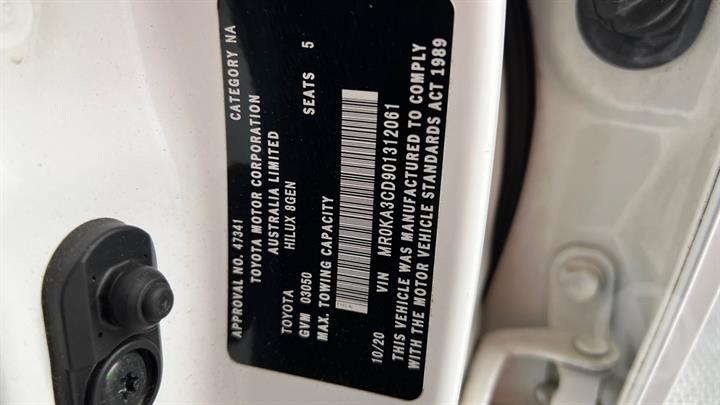 APPROVAL NO. 47341 CATEGORY NA
TOYOTA MOTOR CORPORATION
AUSTRALIA LIMITED
HILUX 8GEN
TOYOTA
GVM 03050 SEATS 5
MAX. TOWING CAPACITY
10/20 VIN MR0KA3CD901312061
THIS VEHICLE WAS MANUFACTURED TO COMPLY
WITH THE MOTOR VEHICLE STANDARDS ACT 1989